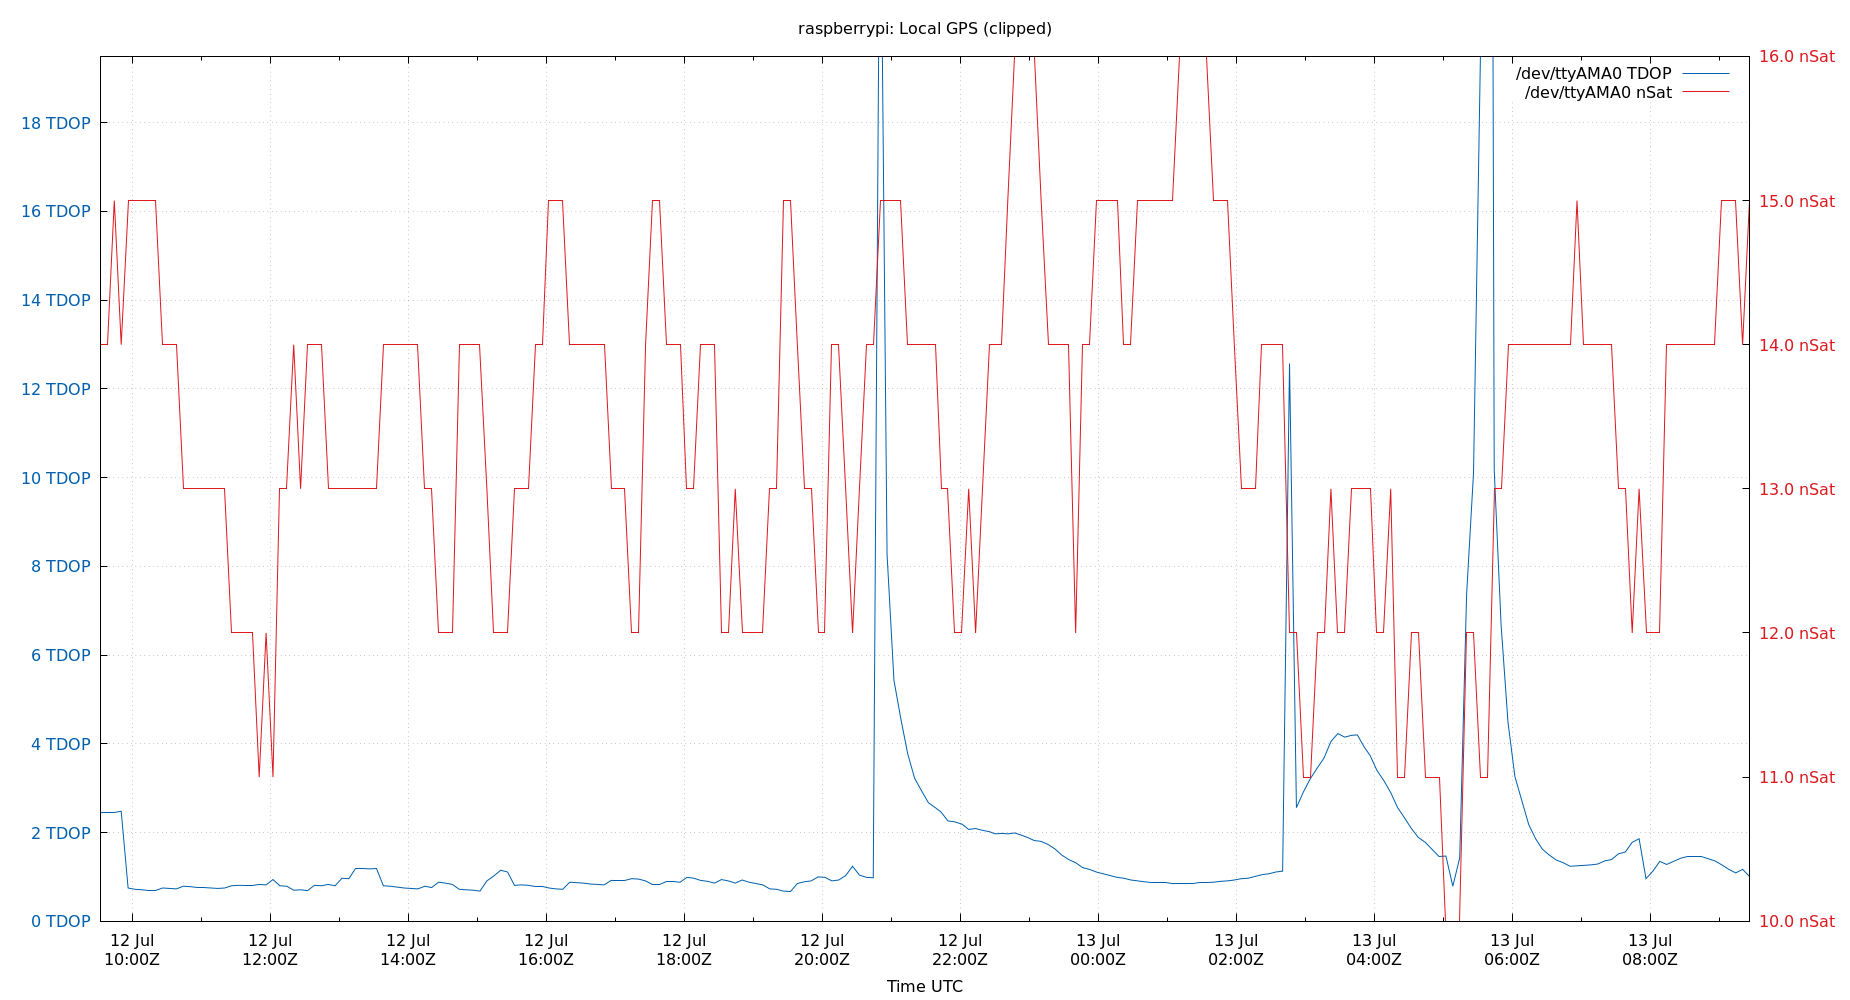 raspberrypi: Local GPS (clipped)
/dev/ttyAMA0 TDOP
/dev/ttyAMA0 nSat
18 TDOP
16 TDOP
14 TDOP
12 TDOP
10 TDOP
8 TDOP
6 TDOP
4 TDOP
2 TDOP
0 TDOP
16.0 nSat
15.0 nSat
14.0 nSat
13.0 nSat
12.0 nSat
11.0 nSat
10.0 nSat
12 Jul
10:00Z
12 Jul
12:00Z
12 Jul
14:00Z
12 Jul
16:00Z
12 Jul
18:00Z
12 Jul
20:00Z
12 Jul
22:00Z
13 Jul
00:00Z
13 Jul
02:00Z
13 Jul
04:00Z
13 Jul
06:00Z
13 Jul
08:00Z
Time UTC